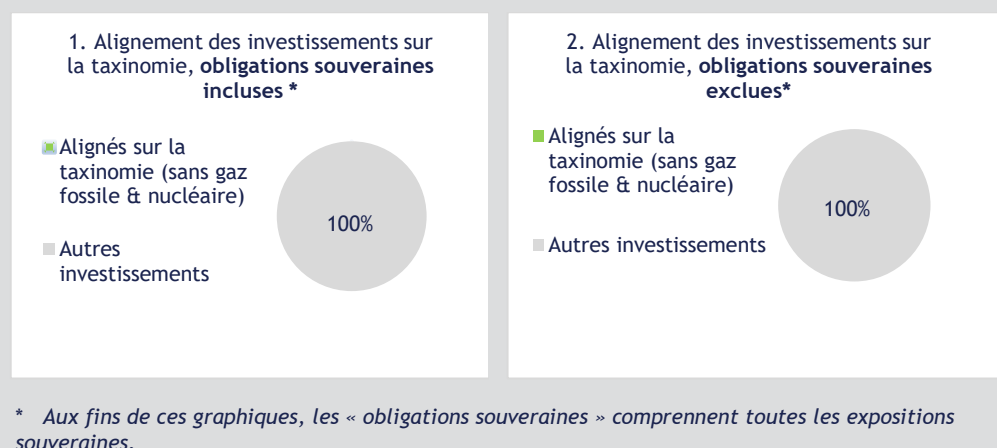 1. Alignement des investissements sur
la taxinomie, obligations souveraines
incluses *
Alignés sur la
taxinomie (sans gaz
fossile & nucléaire)
Autres
investissements
100%
2. Alignement des investissements sur
la taxinomie, obligations souveraines
exclues*
Alignés sur la
taxinomie (sans gaz
fossile & nucléaire)
Autres investissements
100%
* Aux fins de ces graphiques, les « obligations souveraines » comprennent toutes les expositions
souveraines.